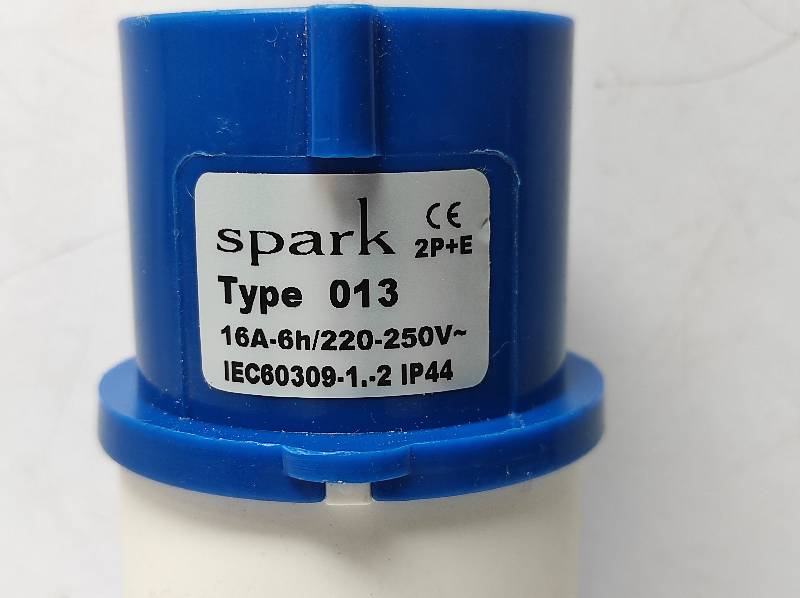 spark CE
2P+E
Type 013
16A-6h/220-250V~
IEC60309-1.-2 IP44